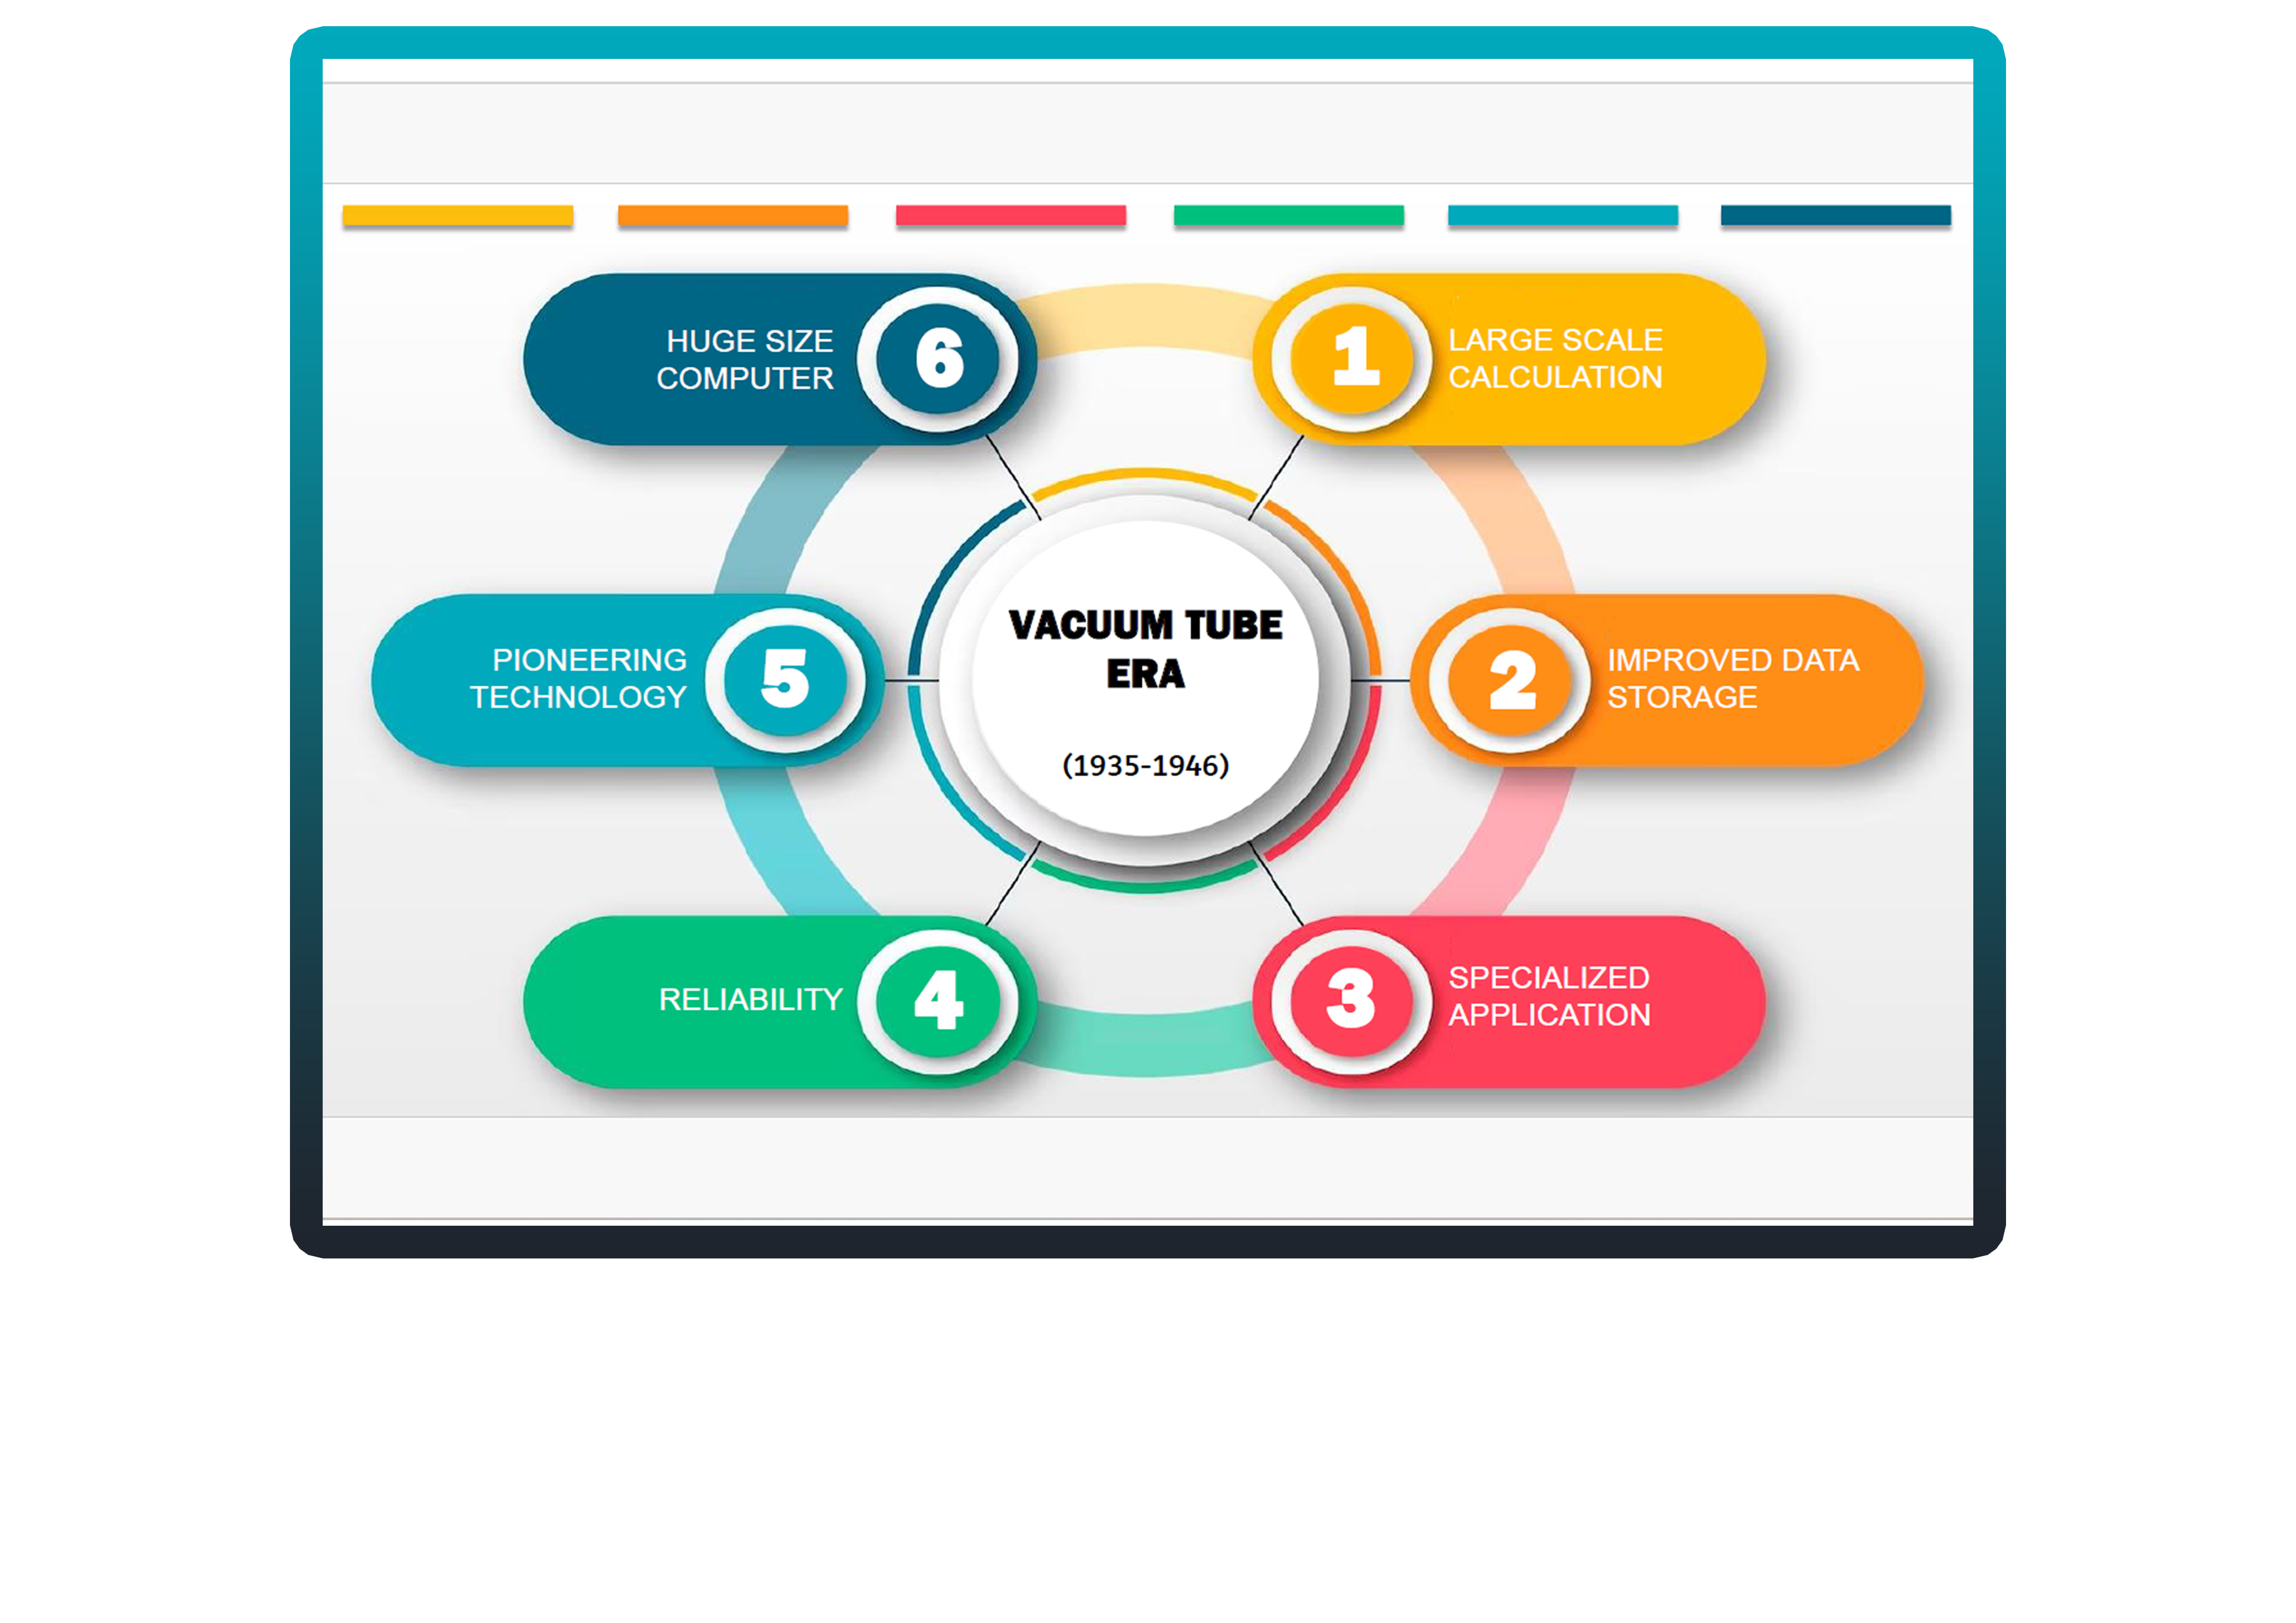 VACUUM TUBE
ERA
(1935-1946)
1
LARGE SCALE
CALCULATION
2
IMPROVED DATA
STORAGE
3
SPECIALIZED
APPLICATION
4
RELIABILITY
5
PIONEERING
TECHNOLOGY
6
HUGE SIZE
COMPUTER